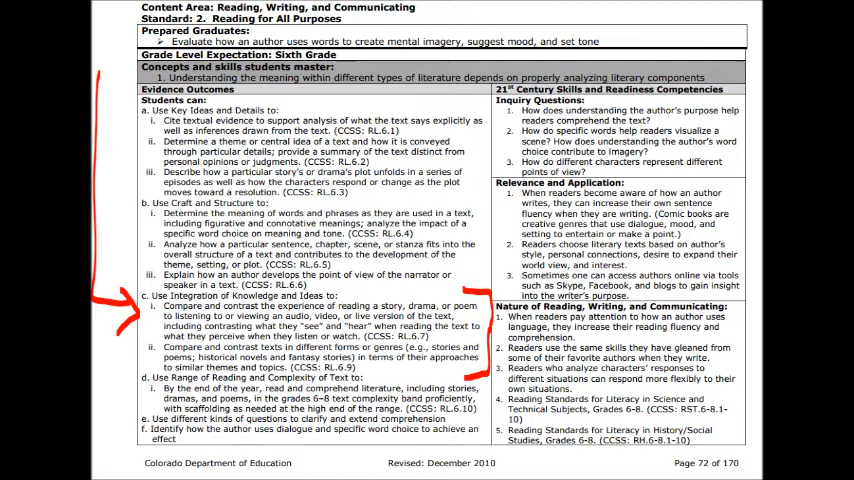 Content Area: Reading, Writing, and Communicating
Standard: 2. Reading for All Purposes
Prepared Graduates:
➢ Evaluate how an author uses words to create mental imagery, suggest mood, and set tone
Grade Level Expectation: Sixth Grade
Concepts and skills students master:
1. Understanding the meaning within different types of literature depends on properly analyzing literary components
Evidence Outcomes
Students can:
a. Use Key Ideas and Details to:
i. Cite textual evidence to support analysis of what the text says explicitly as
well as inferences drawn from the text. (CCSS: RL.6.1)
ii. Determine a theme or central idea of a text and how it is conveyed
through particular details; provide a summary of the text distinct from
personal opinions or judgments. (CCSS: RL.6.2)
iii. Describe how a particular story's or drama's plot unfolds in a series of
episodes as well as how the characters respond or change as the plot
moves toward a resolution. (CCSS: RL.6.3)
b. Use Craft and Structure to:
i. Determine the meaning of words and phrases as they are used in a text,
including figurative and connotative meanings; analyze the impact of a
specific word choice on meaning and tone. (CCSS: RL.6.4)
ii. Analyze how a particular sentence, chapter, scene, or stanza fits into the
overall structure of a text and contributes to the development of the
theme, setting, or plot. (CCSS: RL.6.5)
iii. Explain how an author develops the point of view of the narrator or
speaker in a text. (CCSS: RL.6.6)
c. Use Integration of Knowledge and Ideas to:
i. Compare and contrast the experience of reading a story, drama, or poem
to listening to or viewing an audio, video, or live version of the text,
including contrasting what they "see" and "hear" when reading the text to
what they perceive when they listen or watch. (CCSS: RL.6.7)
ii. Compare and contrast texts in different forms or genres (e.g., stories and
poems; historical novels and fantasy stories) in terms of their approaches
to similar themes and topics. (CCSS: RL.6.9)
d. Use Range of Reading and Complexity of Text to:
i. By the end of the year, read and comprehend literature, including stories,
dramas, and poems, in the grades 6–8 text complexity band proficiently,
with scaffolding as needed at the high end of the range. (CCSS: RL.6.10)
e. Use different kinds of questions to clarify and extend comprehension
f. Identify how the author uses dialogue and specific word choice to achieve an
effect
21st Century Skills and Readiness Competencies
Inquiry Questions:
1. How does understanding the author's purpose help
readers comprehend the text?
2. How do specific words help readers visualize a
scene? How does understanding the author's word
choice contribute to imagery?
3. How do different characters represent different
points of view?
Relevance and Application:
1. When readers become aware of how an author
writes, they can increase their own sentence
fluency when they are writing. (Comic books are
creative genres that use dialogue, mood, and
setting to entertain or make a point.)
2. Readers choose literary texts based on author's
style, personal connections, desire to expand their
world view, and interest.
3. Sometimes one can access authors online via tools
such as Skype, Facebook, and blogs to gain insight
into the writer's purpose.
Nature of Reading, Writing, and Communicating:
1. When readers pay attention to how an author uses
language, they increase their reading fluency and
comprehension.
2. Readers use the same skills they have gleaned from
some of their favorite authors when they write.
3. Readers who analyze characters' responses to
different situations can respond more flexibly to their
own situations.
4. Reading Standards for Literacy in Science and
Technical Subjects, Grades 6-8. (CCSS: RST.6-8.1-
10)
5. Reading Standards for Literacy in History/Social
Studies, Grades 6-8. (CCSS: RH.6-8.1-10)
Colorado Department of Education Revised: December 2010 Page 72 of 170